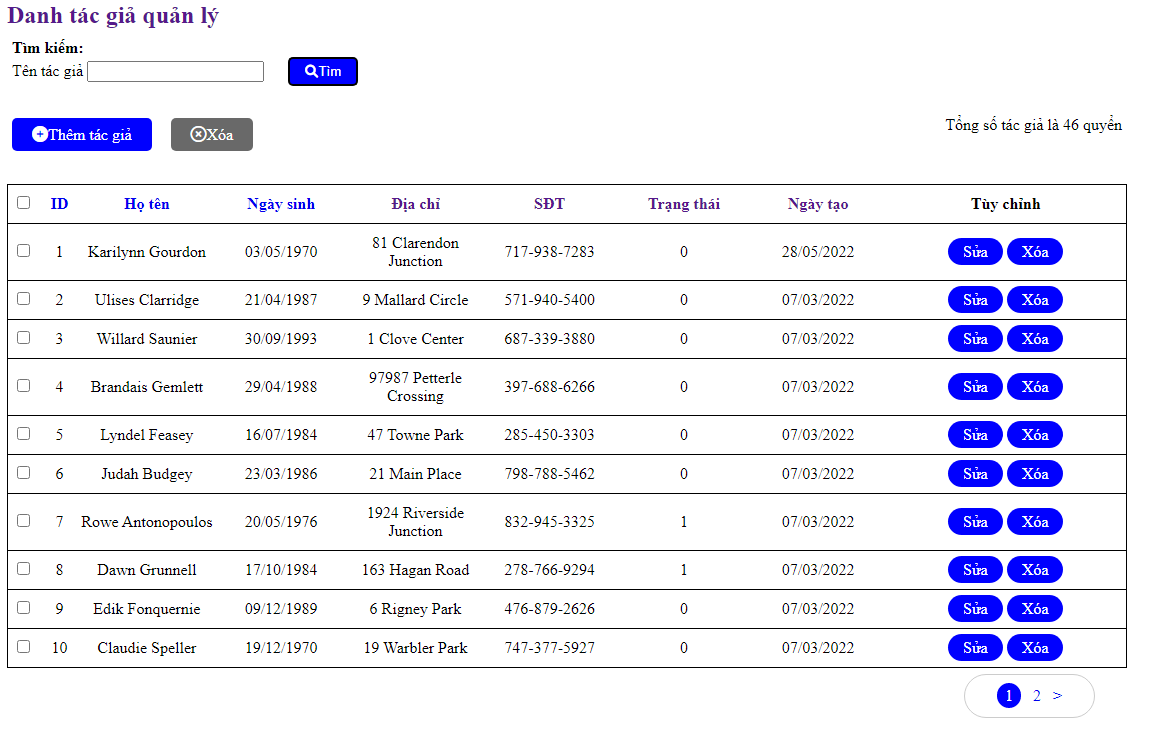 Danh tác giả quản lý
Tìm kiếm:
Tên tác giả Tìm
Thêm tác giả Xóa
Tổng số tác giả là 46 quyển
ID Họ tên Ngày sinh Địa chỉ SĐT Trạng thái Ngày tạo Tùy chỉnh
1 Karilynn Gourdon 03/05/1970 81 Clarendon Junction 717-938-7283 0 28/05/2022 Sửa Xóa
2 Ulises Clarridge 21/04/1987 9 Mallard Circle 571-940-5400 0 07/03/2022 Sửa Xóa
3 Willard Saunier 30/09/1993 1 Clove Center 687-339-3880 0 07/03/2022 Sửa Xóa
4 Brandais Gemlett 29/04/1988 97987 Petterle Crossing 397-688-6266 0 07/03/2022 Sửa Xóa
5 Lyndel Feasey 16/07/1984 47 Towne Park 285-450-3303 0 07/03/2022 Sửa Xóa
6 Judah Budgey 23/03/1986 21 Main Place 798-788-5462 0 07/03/2022 Sửa Xóa
7 Rowe Antonopoulos 20/05/1976 1924 Riverside Junction 832-945-3325 1 07/03/2022 Sửa Xóa
8 Dawn Grunnell 17/10/1984 163 Hagan Road 278-766-9294 1 07/03/2022 Sửa Xóa
9 Edik Fonquernie 09/12/1989 6 Rigney Park 476-879-2626 0 07/03/2022 Sửa Xóa
10 Claudie Speller 19/12/1970 19 Warbler Park 747-377-5927 0 07/03/2022 Sửa Xóa
1 2 >